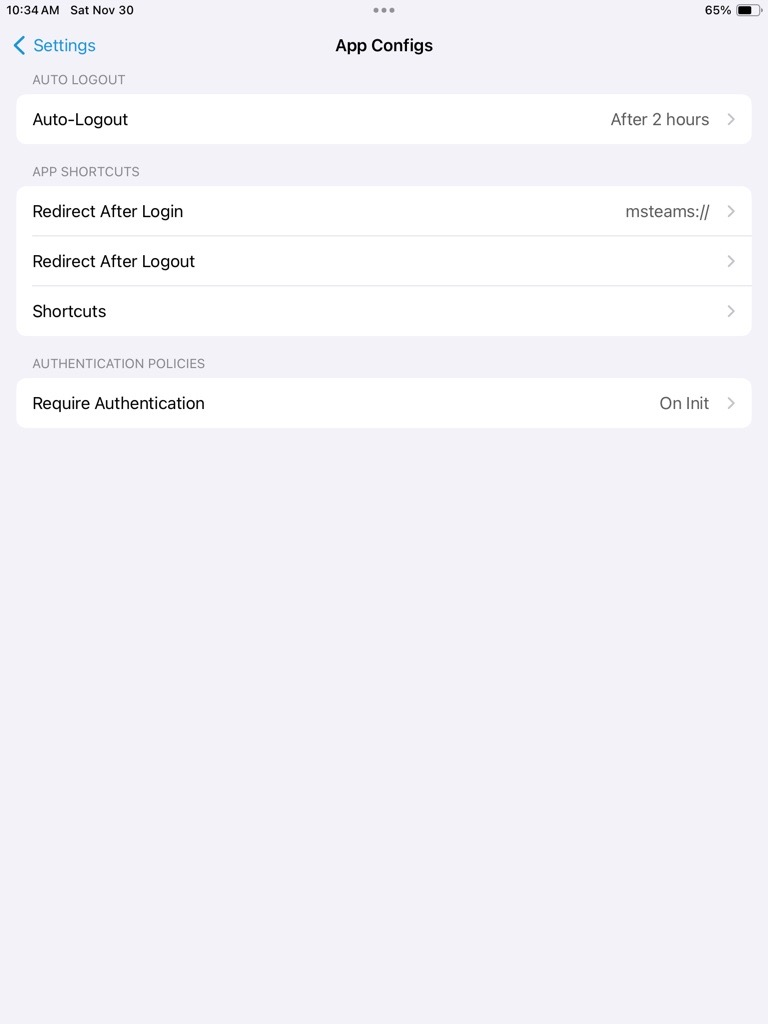 10:34 AM Sat Nov 30 65%
Settings App Configs
AUTO LOGOUT
Auto-Logout After 2 hours
APP SHORTCUTS
Redirect After Login msteams://
Redirect After Logout
Shortcuts
AUTHENTICATION POLICIES
Require Authentication On Init